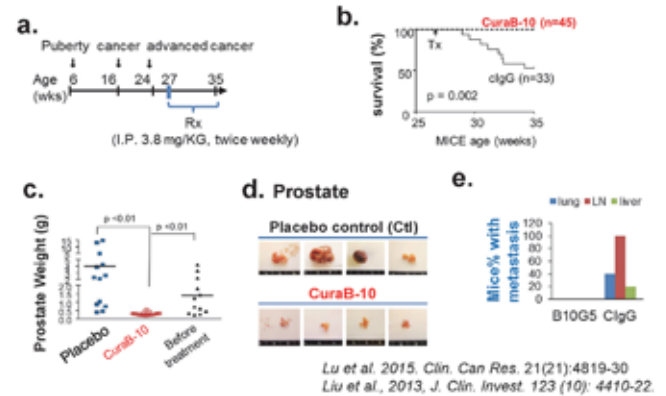 a.
Puberty cancer advanced cancer
Age
(wks)
6 18 24 27 35
Rx
(I.P. 3.8 mg/KG, twice weekly)
b.
CuraB-10 (n=45)
survival (%)
100
50
Tx
cIgG (n=33)
p = 0.002
25 30 35
MICE age (weeks)
c.
p <0.01
p <0.01
Prostate Weight (g)
Placebo
CuraB-10
Before
treatment
d. Prostate
Placebo control (Ctl)
CuraB-10
e.
lung LN liver
Mice% with
metastasis
120
100
80
60
40
20
0
B10G5 CIgG
Lu et al. 2015. Clin. Can Res. 21(21):4819-30
Liu et al., 2013, J. Clin. Invest. 123 (10): 4410-22.